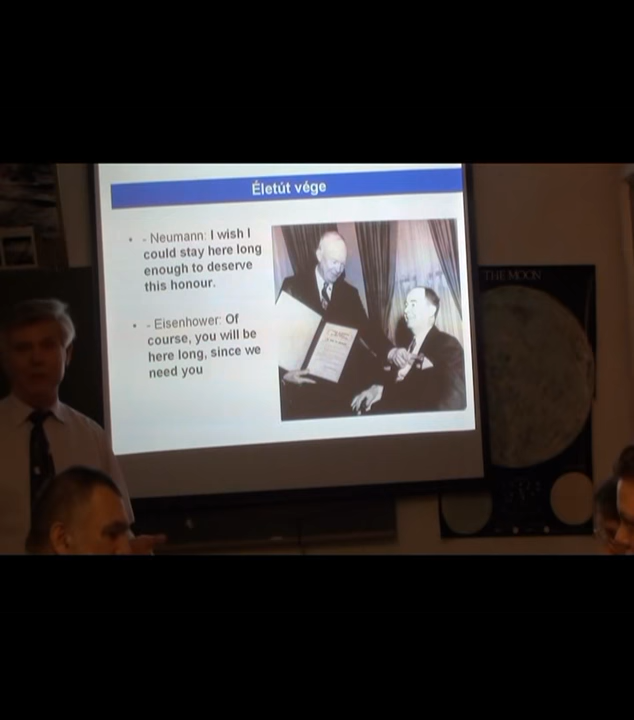 Életút vége
• - Neumann: I wish I
could stay here long
enough to deserve
this honour.
• - Eisenhower: Of
course, you will be
here long, since we
need you
THE MOON